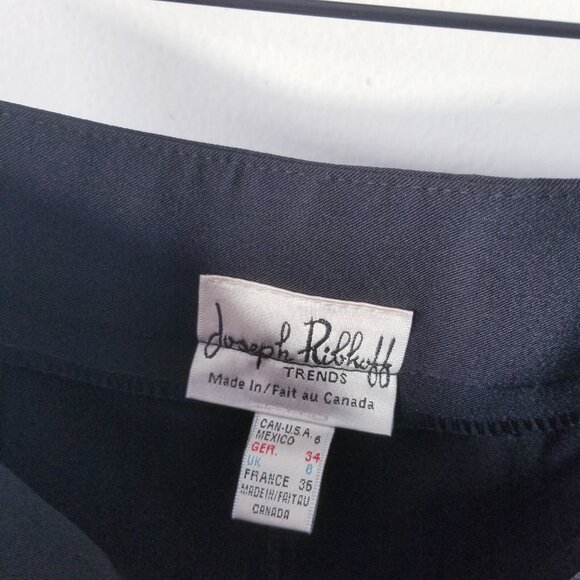 Joseph Ribkoff
TRENDS
Made In/Fait au Canada
CAN-U.S.A. 6
MEXICO
GER. 34
UK 8
FRANCE 36
MADE IN/FAIT AU
CANADA